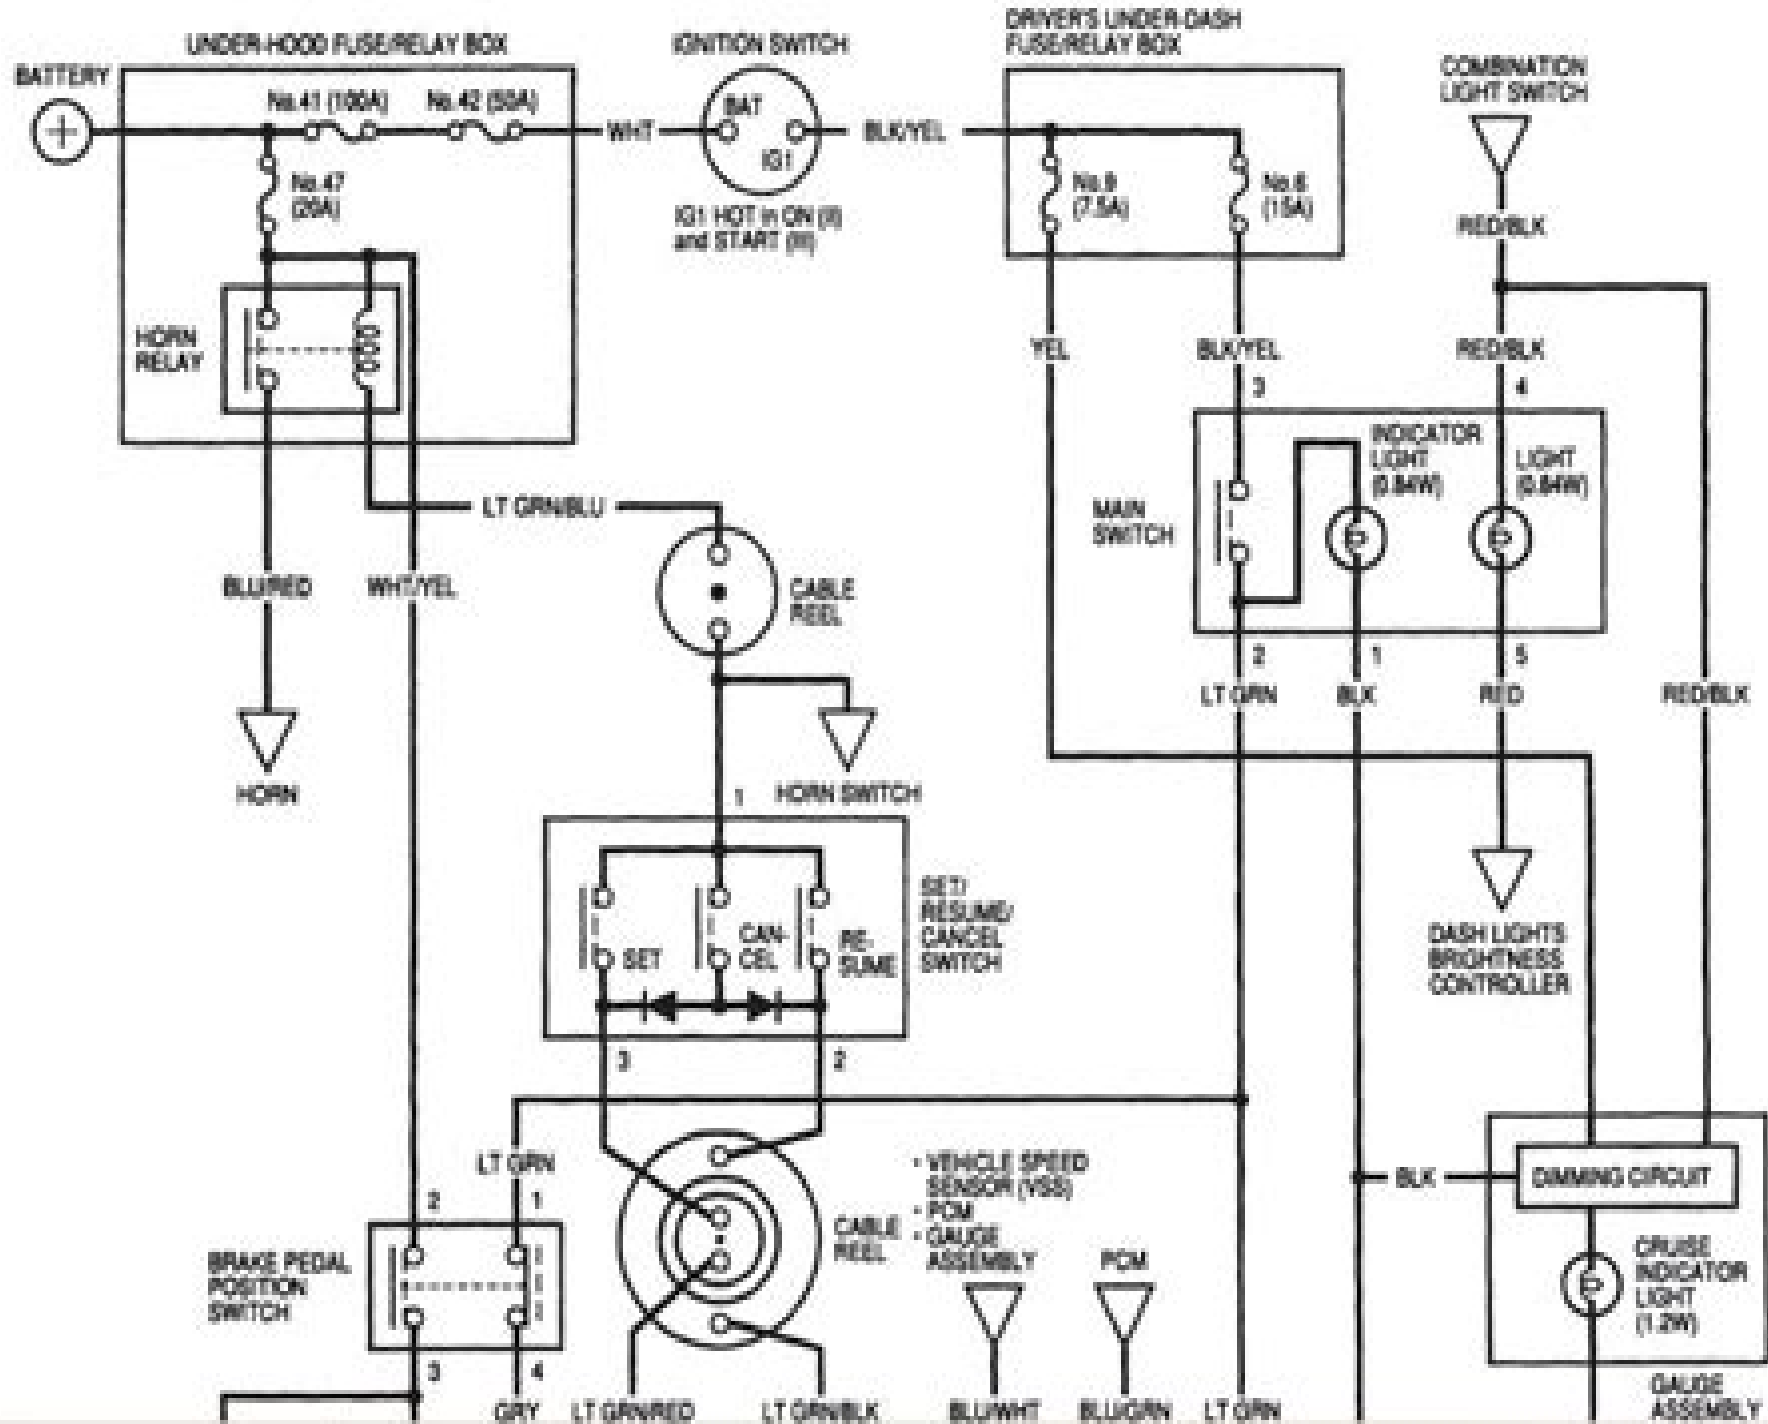 UNDER-HOOD FUSE/RELAY BOX
IGNITION SWITCH
DRIVER'S UNDER-DASH
FUSE/RELAY BOX
BATTERY
No.41 (100A)
No.42 (50A)
WHT
BAT
IG1
BLK/YEL
COMBINATION
LIGHT SWITCH
No.47
(20A)
IG1 HOT in ON (II)
and START (III)
No.9
(7.5A)
No.6
(15A)
RED/BLK
HORN
RELAY
YEL
BLK/YEL
RED/BLK
3
4
INDICATOR
LIGHT
(0.84W)
LIGHT
(0.84W)
MAIN
SWITCH
LT GRN/BLU
BLU/RED
WHT/YEL
CABLE
REEL
2
1
5
LT GRN
BLK
RED
RED/BLK
HORN
1
HORN SWITCH
SET/
RESUME/
CANCEL
SWITCH
SET
CAN-
CEL
RE-
SUME
DASH LIGHTS
BRIGHTNESS
CONTROLLER
3
2
LT GRN
2
1
BRAKE PEDAL
POSITION
SWITCH
CABLE
REEL
• VEHICLE SPEED
SENSOR (VSS)
• PCM
• GAUGE
ASSEMBLY
PCM
BLK
DIMMING CIRCUIT
CRUISE
INDICATOR
LIGHT
(1.2W)
3
4
GRY
LT GRN/RED
LT GRN/BLK
BLU/WHT
BLU/GRN
LT GRN
GAUGE
ASSEMBLY